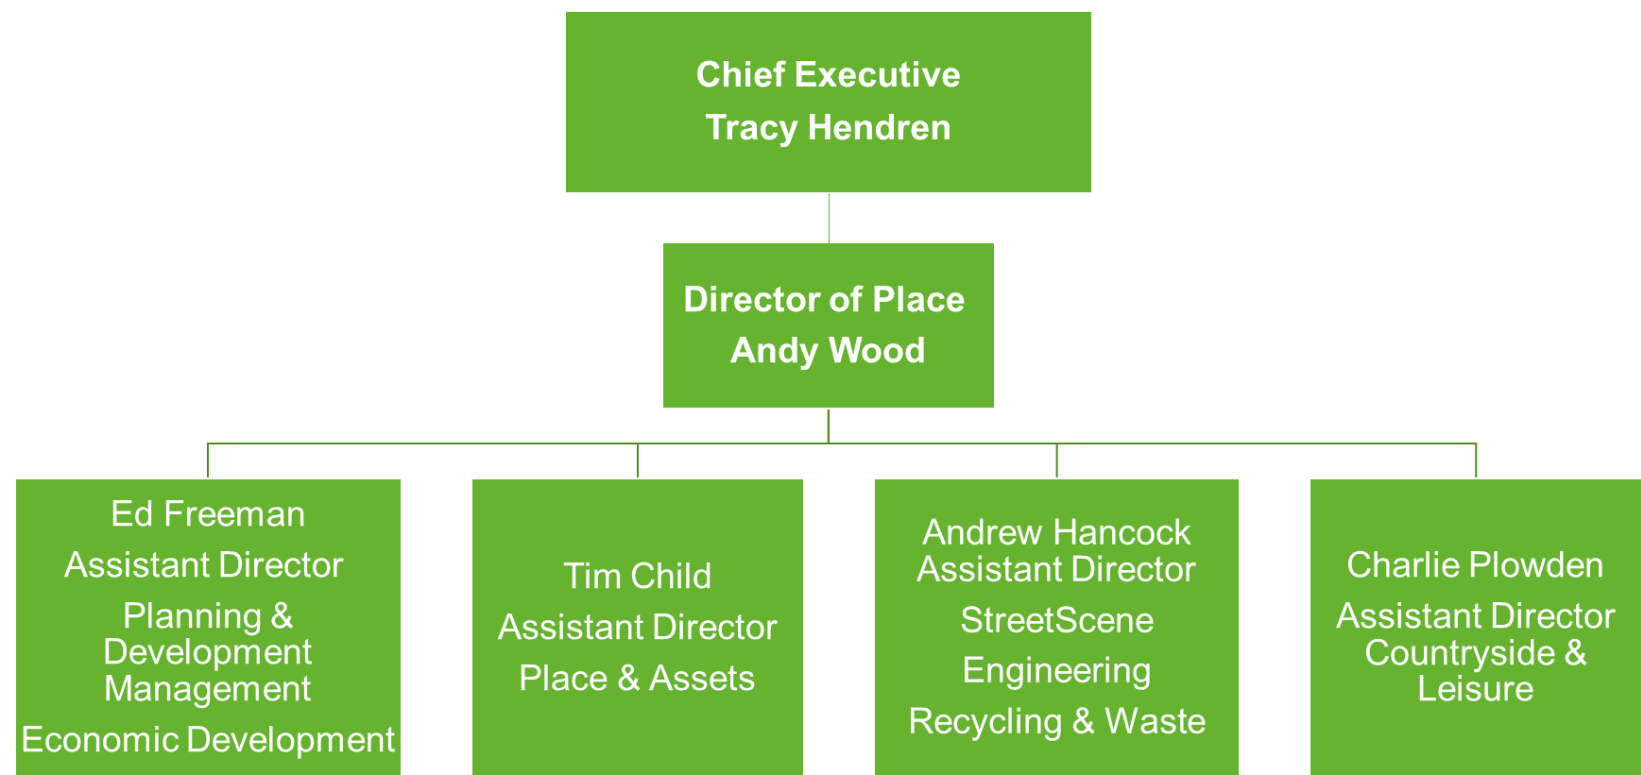 Chief Executive
Tracy Hendren
Director of Place
Andy Wood
Ed Freeman
Assistant Director
Planning &
Development
Management
Economic Development
Tim Child
Assistant Director
Place & Assets
Andrew Hancock
Assistant Director
StreetScene
Engineering
Recycling & Waste
Charlie Plowden
Assistant Director
Countryside &
Leisure